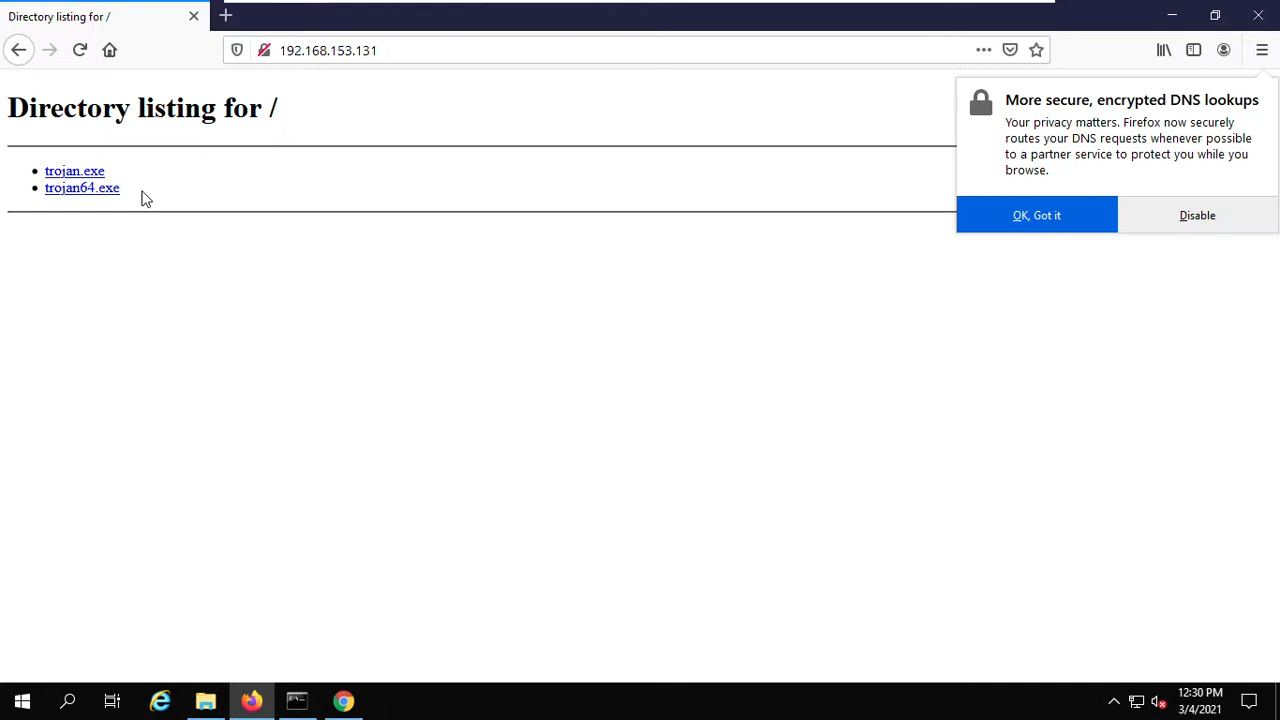 Directory listing for /
192.168.153.131
Directory listing for /
trojan.exe
trojan64.exe
More secure, encrypted DNS lookups
Your privacy matters. Firefox now securely
routes your DNS requests whenever possible
to a partner service to protect you while you
browse.
OK, Got it
Disable
12:30 PM
3/4/2021